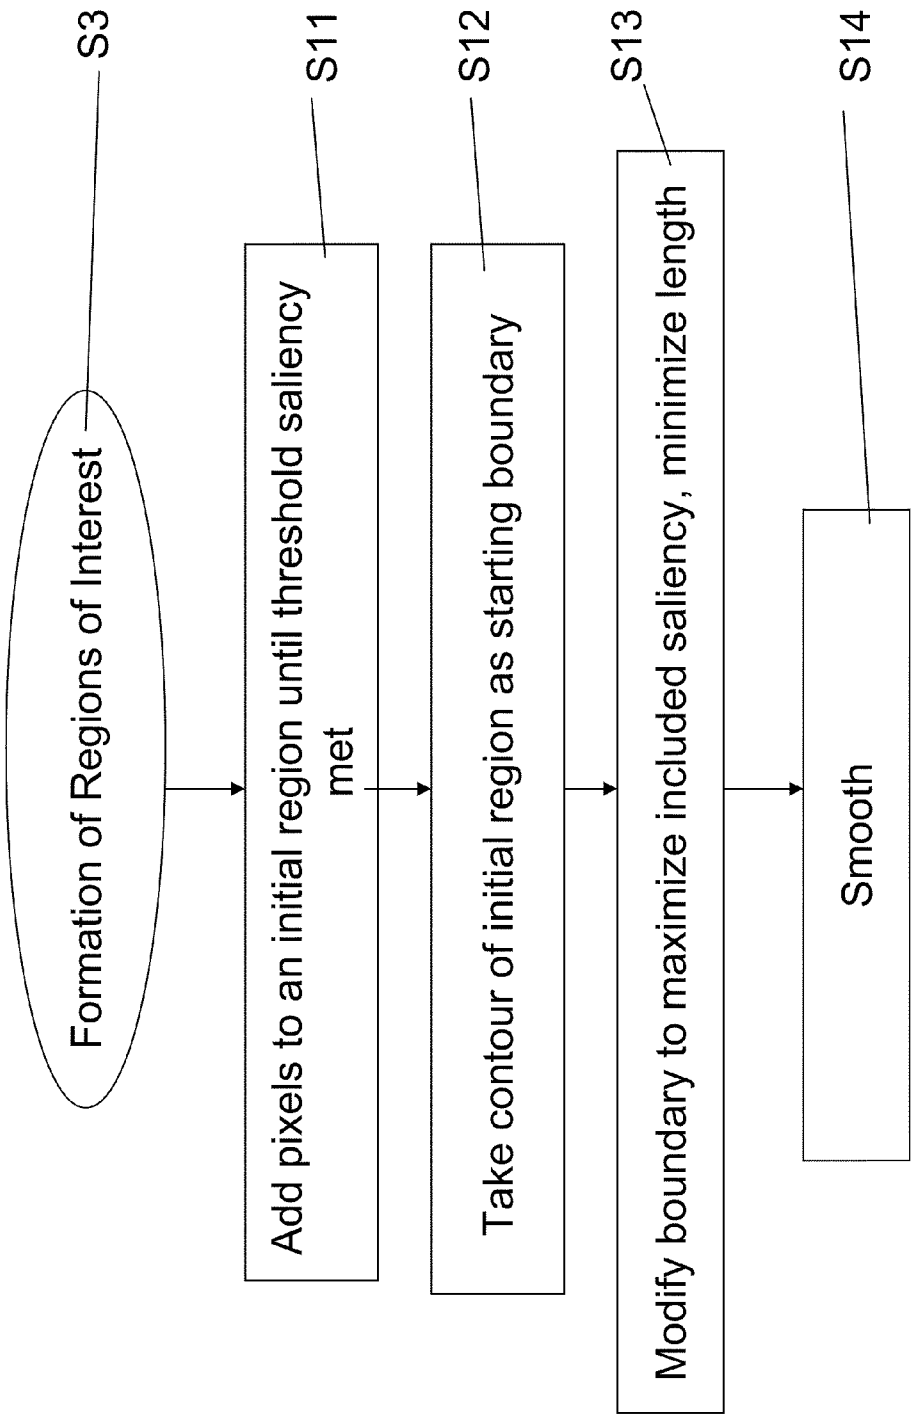 Formation of Regions of Interest
S3
Add pixels to an initial region until threshold saliency
met
S11
Take contour of initial region as starting boundary
S12
Modify boundary to maximize included saliency, minimize length
S13
Smooth
S14